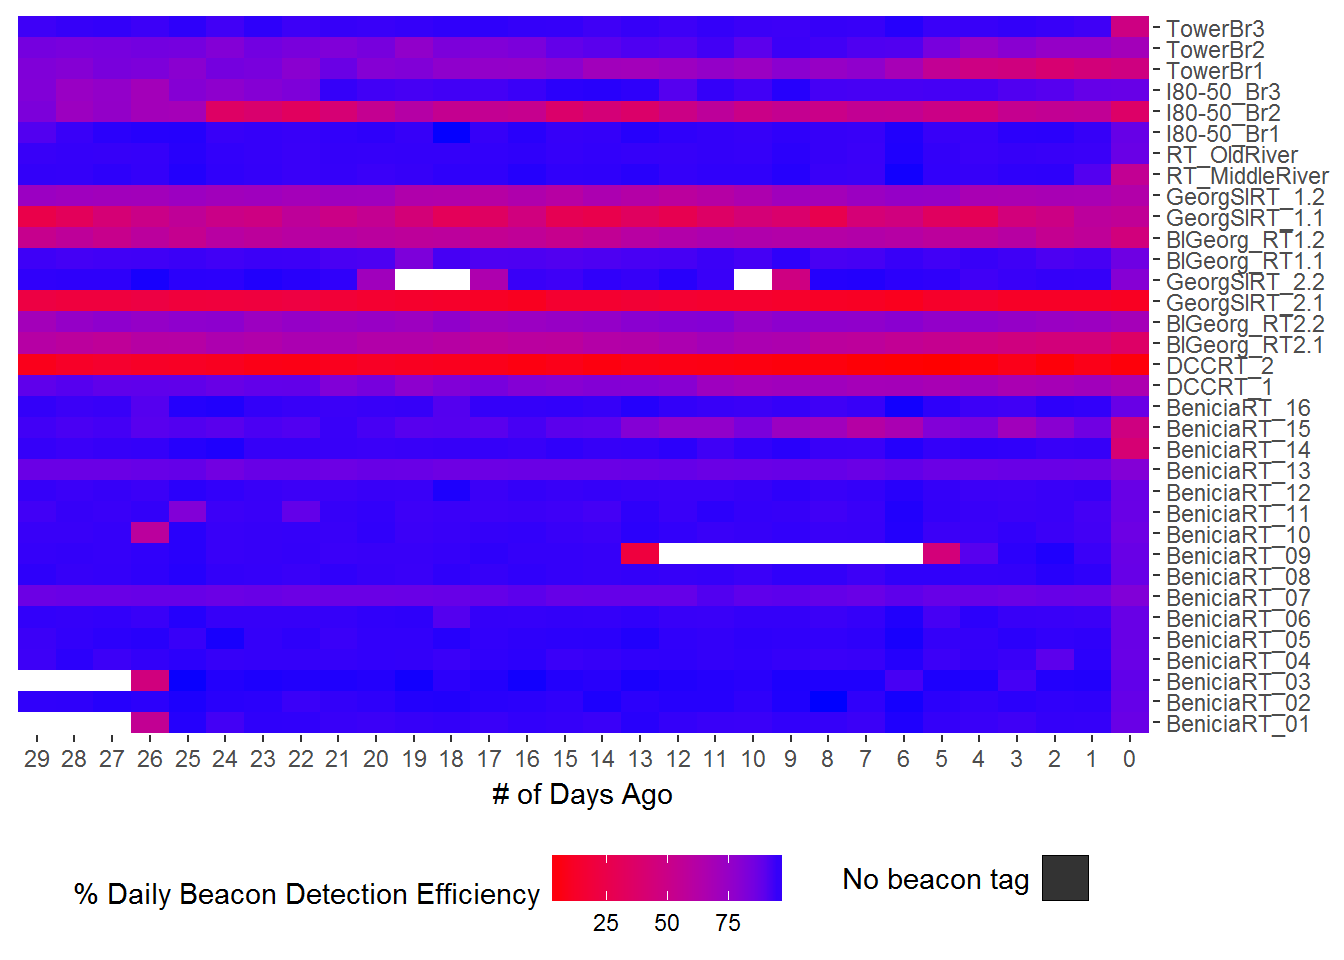 TowerBr3
TowerBr2
TowerBr1
I80-50_Br3
I80-50_Br2
I80-50_Br1
RT_OldRiver
RT_MiddleRiver
GeorgSlRT_1.2
GeorgSlRT_1.1
BlGeorg_RT1.2
BlGeorg_RT1.1
GeorgSlRT_2.2
GeorgSlRT_2.1
BlGeorg_RT2.2
BlGeorg_RT2.1
DCCRT_2
DCCRT_1
BeniciaRT_16
BeniciaRT_15
BeniciaRT_14
BeniciaRT_13
BeniciaRT_12
BeniciaRT_11
BeniciaRT_10
BeniciaRT_09
BeniciaRT_08
BeniciaRT_07
BeniciaRT_06
BeniciaRT_05
BeniciaRT_04
BeniciaRT_03
BeniciaRT_02
BeniciaRT_01
29 28 27 26 25 24 23 22 21 20 19 18 17 16 15 14 13 12 11 10 9 8 7 6 5 4 3 2 1 0
# of Days Ago
% Daily Beacon Detection Efficiency
25 50 75
No beacon tag